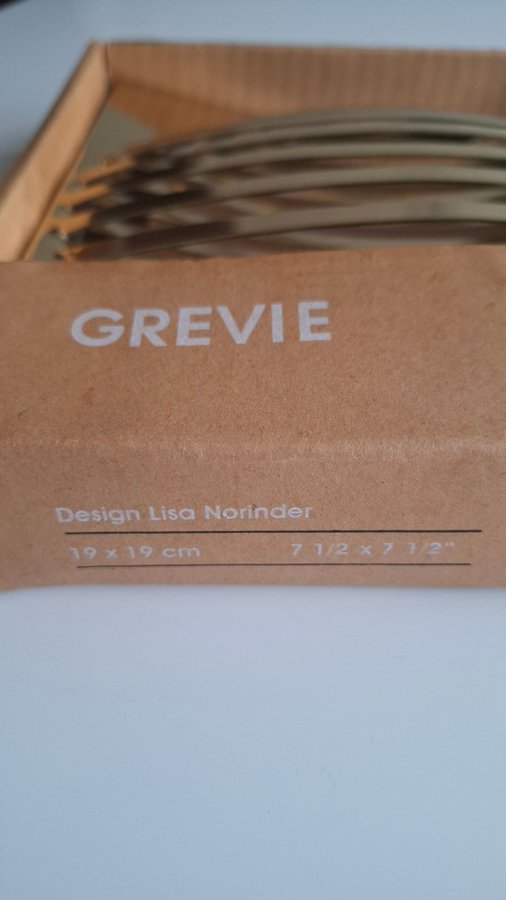 GREVIE
Design Lisa Norinder
19 x 19 cm 7 1/2 x 7 1/2"